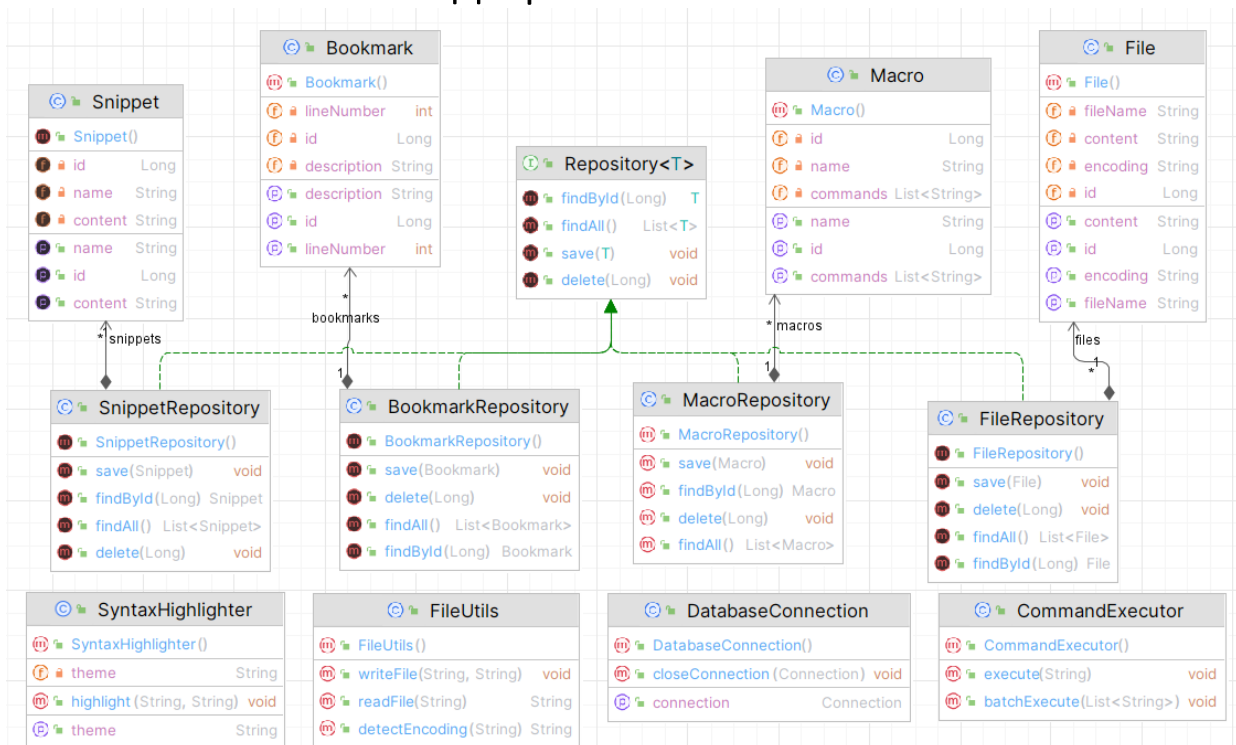 Snippet
Snippet()
id Long
name String
content String
name String
id Long
content String
Bookmark
Bookmark()
lineNumber int
id Long
description String
description String
id Long
lineNumber int
Repository<T>
findById(Long) T
findAll() List<T>
save(T) void
delete(Long) void
Macro
Macro()
id Long
name String
commands List<String>
name String
id Long
commands List<String>
File
File()
fileName String
content String
encoding String
id Long
content String
id Long
encoding String
fileName String
* snippets
*
bookmarks
1
* macros
1
files
1
*
SnippetRepository
SnippetRepository()
save(Snippet) void
findById(Long) Snippet
findAll() List<Snippet>
delete(Long) void
BookmarkRepository
BookmarkRepository()
save(Bookmark) void
delete(Long) void
findAll() List<Bookmark>
findById(Long) Bookmark
MacroRepository
MacroRepository()
save(Macro) void
findById(Long) Macro
delete(Long) void
findAll() List<Macro>
FileRepository
FileRepository()
save(File) void
delete(Long) void
findAll() List<File>
findById(Long) File
SyntaxHighlighter
SyntaxHighlighter()
theme String
highlight(String, String) void
theme String
FileUtils
FileUtils()
writeFile(String, String) void
readFile(String) String
detectEncoding(String) String
DatabaseConnection
DatabaseConnection()
closeConnection(Connection) void
connection Connection
CommandExecutor
CommandExecutor()
execute(String) void
batchExecute(List<String>) void